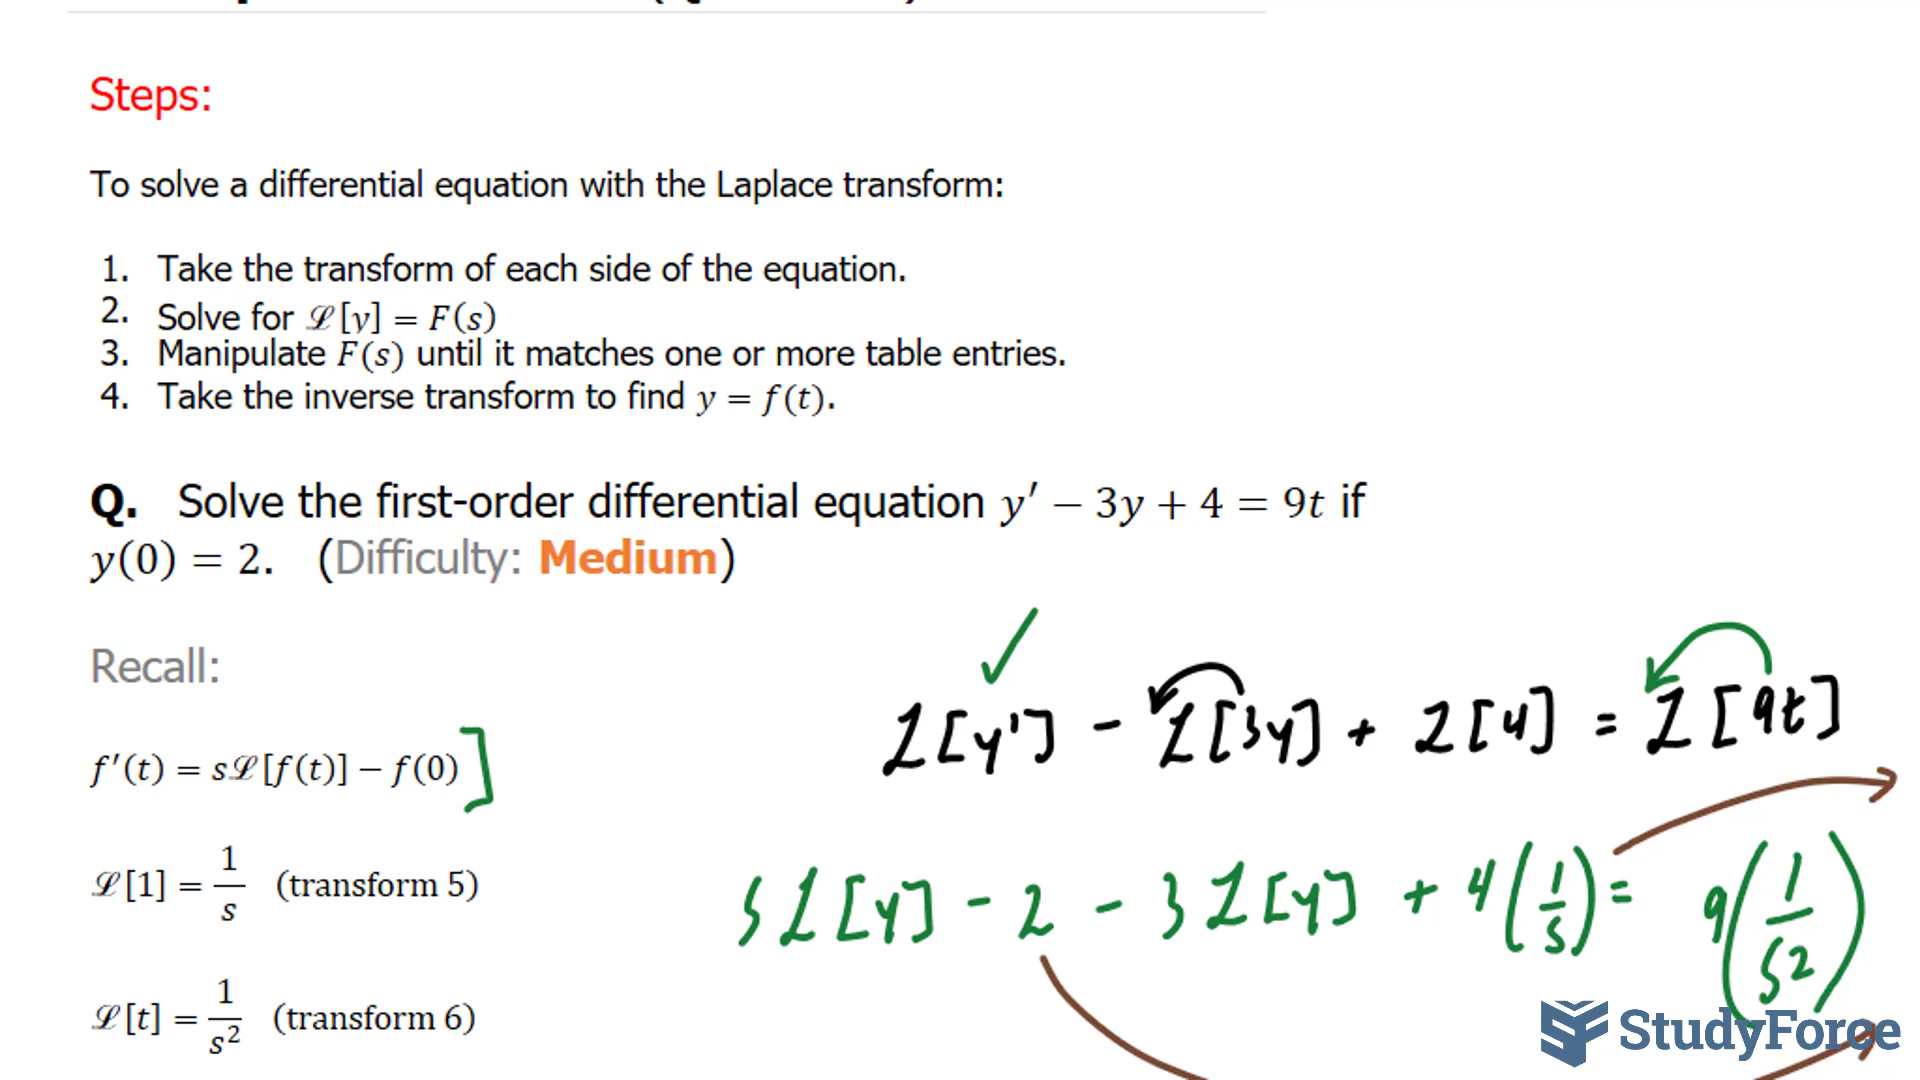 Steps:
To solve a differential equation with the Laplace transform:
1. Take the transform of each side of the equation.
2. Solve for ℒ[y] = F(s)
3. Manipulate F(s) until it matches one or more table entries.
4. Take the inverse transform to find y = f(t).
Q. Solve the first-order differential equation y′ − 3y + 4 = 9t if
y(0) = 2. (Difficulty: Medium)
Recall:
ℒ[y'] - ℒ[3y] + ℒ[4] = ℒ[9t]
f′(t) = sℒ[f(t)] − f(0)
ℒ[1] = 1/s (transform 5)
sℒ[y] - 2 - 3ℒ[y] + 4(1/s) = 9(1/s²)
ℒ[t] = 1/s² (transform 6)
StudyForce